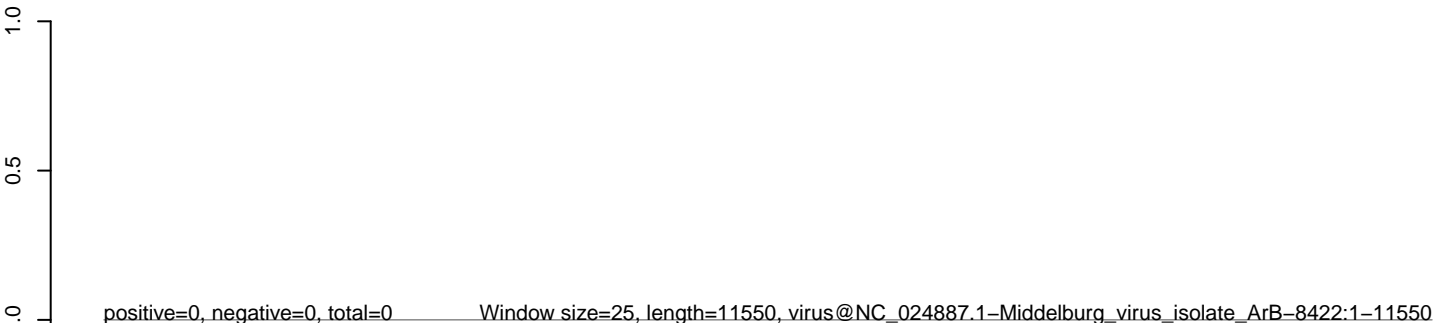 1.0
0.5
.0
positive=0, negative=0, total=0 Window size=25, length=11550, virus@NC_024887.1−Middelburg_virus_isolate_ArB−8422:1−11550